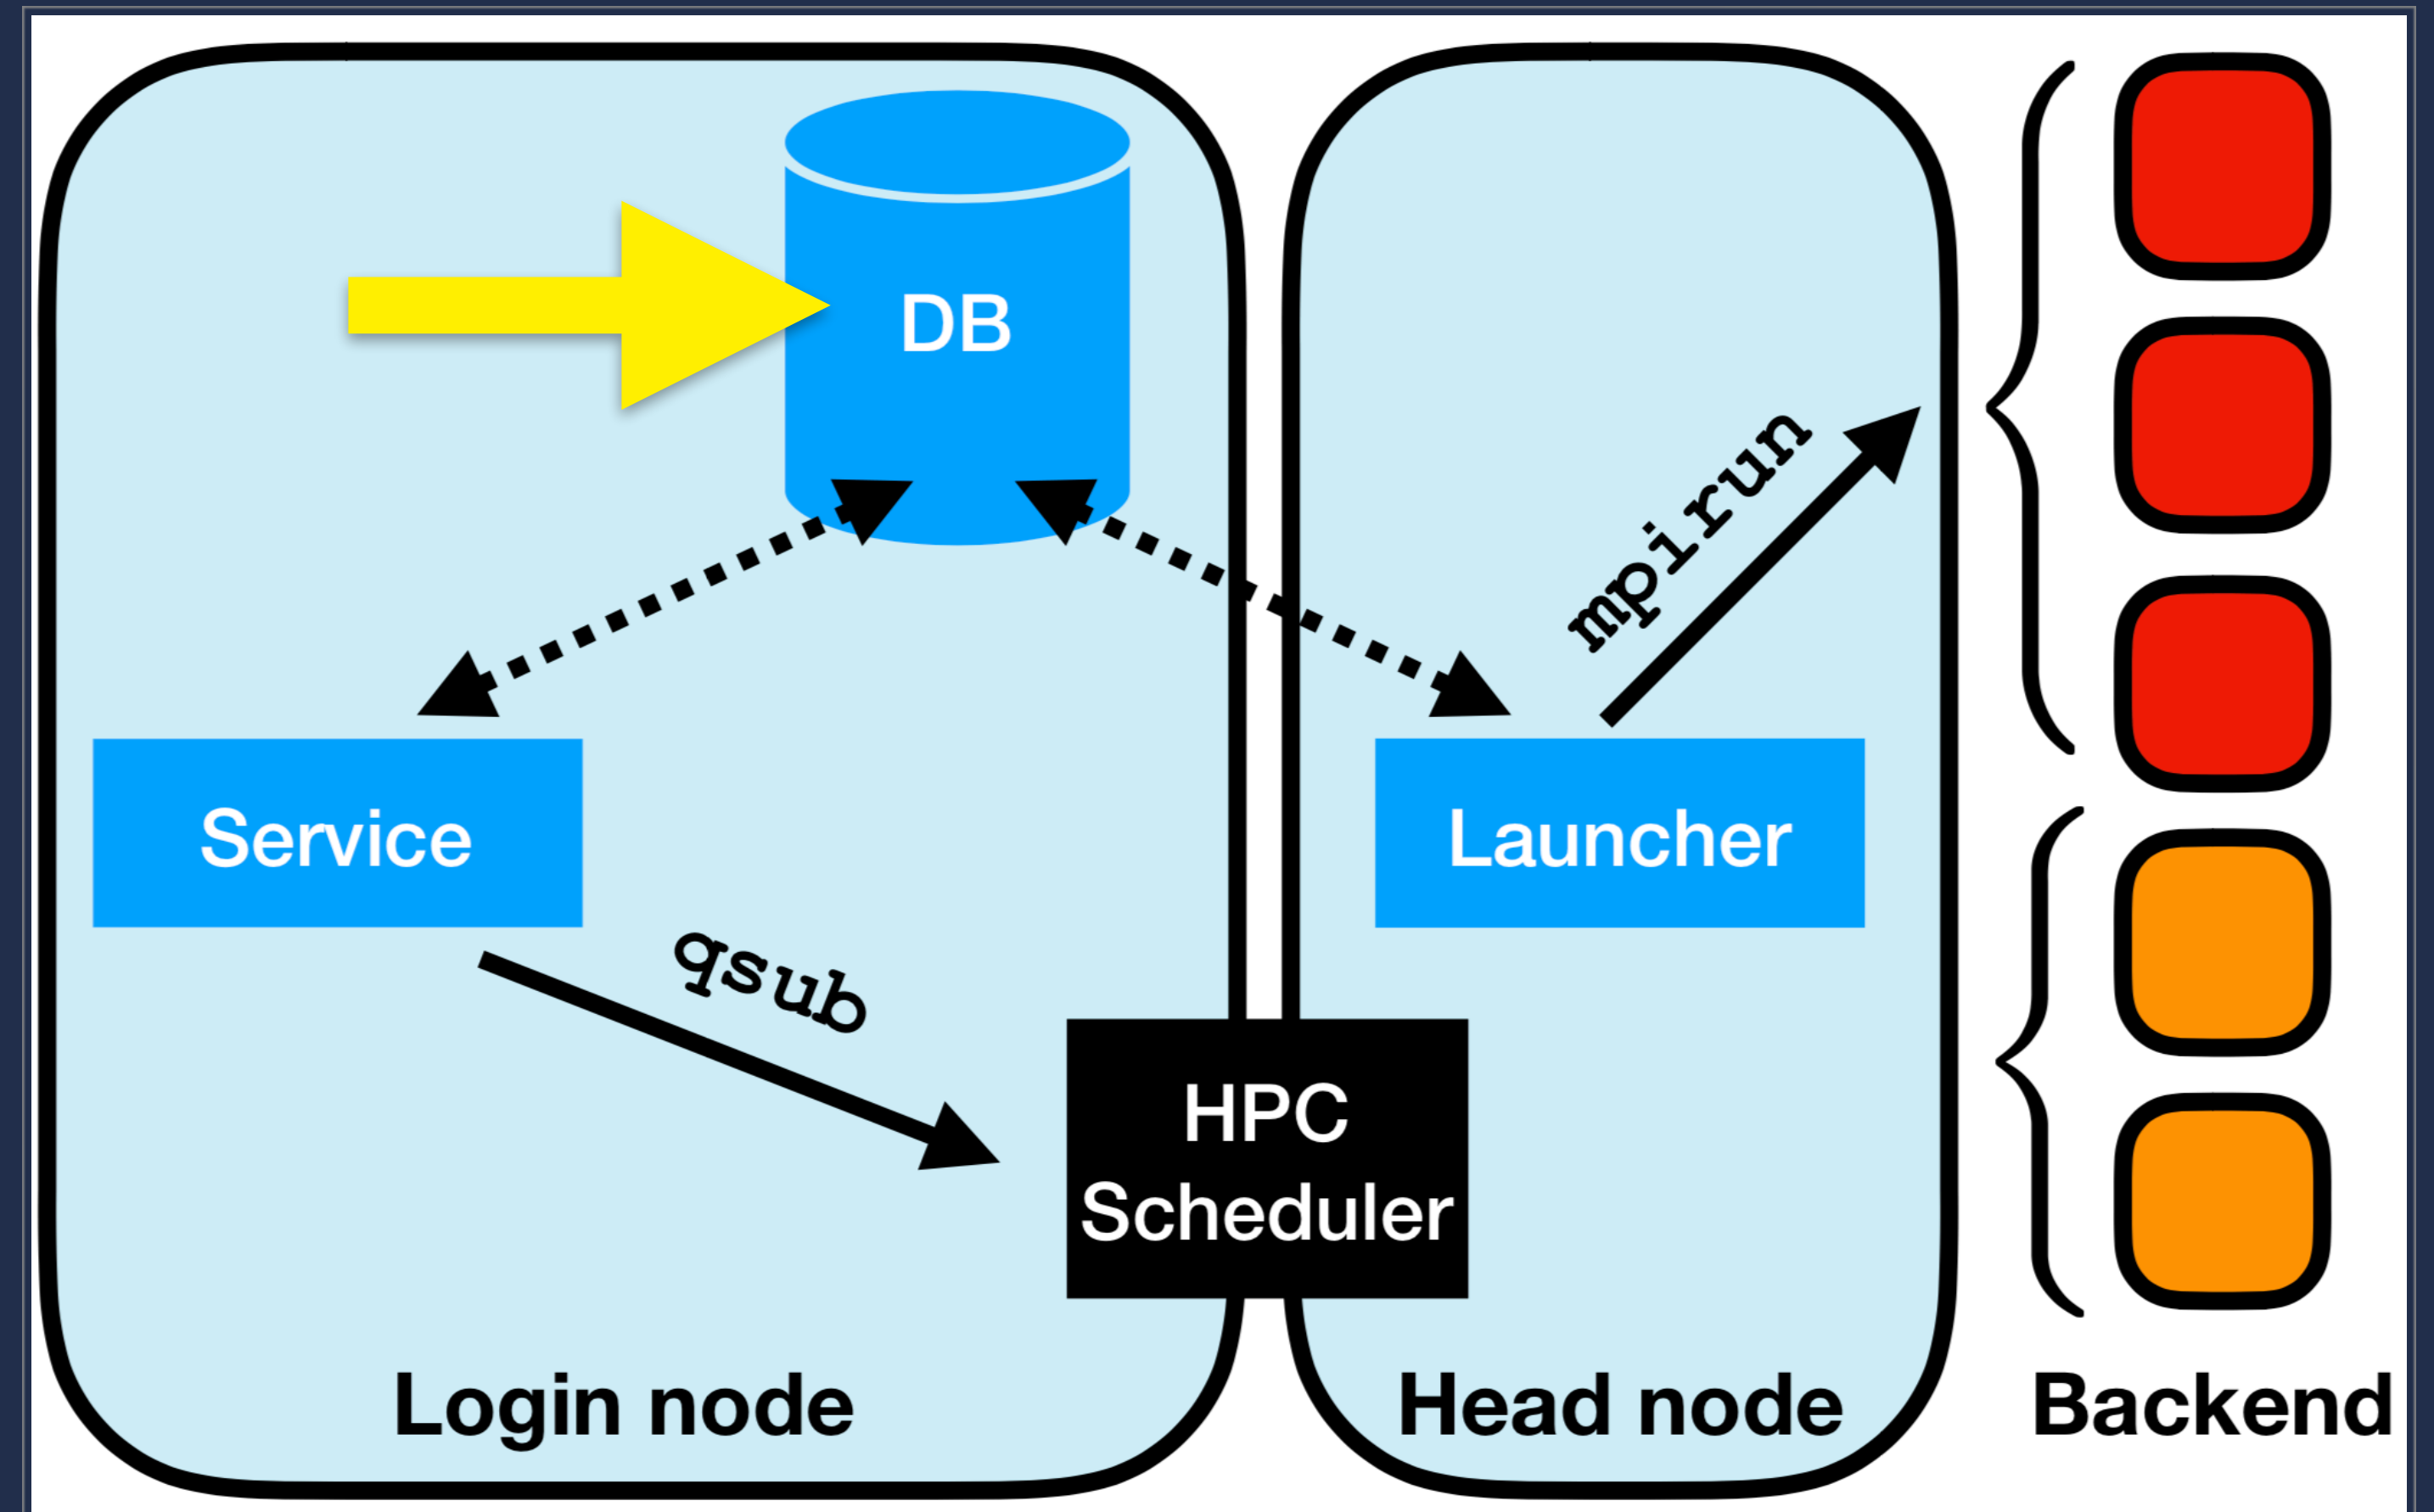 DB
mpirun
Service
Launcher
qsub
HPC
Scheduler
Login node
Head node
Backend